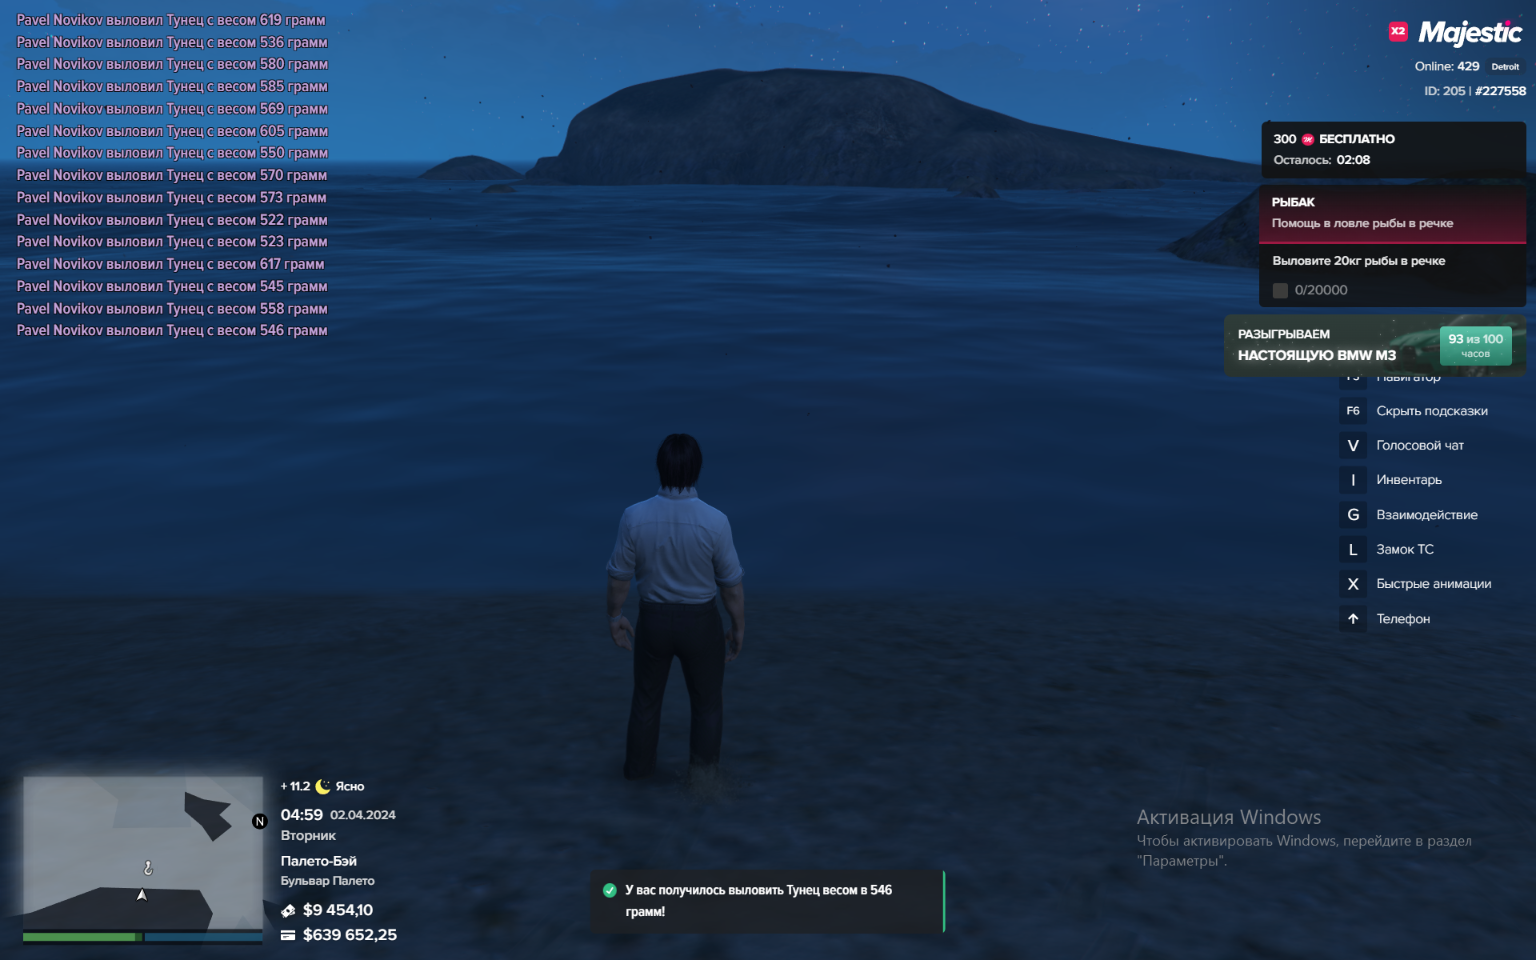 Pavel Novikov выловил Тунец с весом 619 грамм
Pavel Novikov выловил Тунец с весом 536 грамм
Pavel Novikov выловил Тунец с весом 580 грамм
Pavel Novikov выловил Тунец с весом 585 грамм
Pavel Novikov выловил Тунец с весом 569 грамм
Pavel Novikov выловил Тунец с весом 605 грамм
Pavel Novikov выловил Тунец с весом 550 грамм
Pavel Novikov выловил Тунец с весом 570 грамм
Pavel Novikov выловил Тунец с весом 573 грамм
Pavel Novikov выловил Тунец с весом 522 грамм
Pavel Novikov выловил Тунец с весом 523 грамм
Pavel Novikov выловил Тунец с весом 617 грамм
Pavel Novikov выловил Тунец с весом 545 грамм
Pavel Novikov выловил Тунец с весом 558 грамм
Pavel Novikov выловил Тунец с весом 546 грамм
X2 Majestic
Online: 429 Detroit
ID: 205 | #227558
300 БЕСПЛАТНО
Осталось: 02:08
РЫБАК
Помощь в ловле рыбы в речке
Выловите 20кг рыбы в речке
0/20000
РАЗЫГРЫВАЕМ
НАСТОЯЩУЮ BMW M3
93 из 100
часов
Навигатор
F6 Скрыть подсказки
V Голосовой чат
I Инвентарь
G Взаимодействие
L Замок ТС
X Быстрые анимации
↑ Телефон
N
+ 11.2 Ясно
04:59 02.04.2024
Вторник
Палето-Бэй
Бульвар Палето
$9 454,10
$639 652,25
У вас получилось выловить Тунец весом в 546
грамм!
Активация Windows
Чтобы активировать Windows, перейдите в раздел
"Параметры".